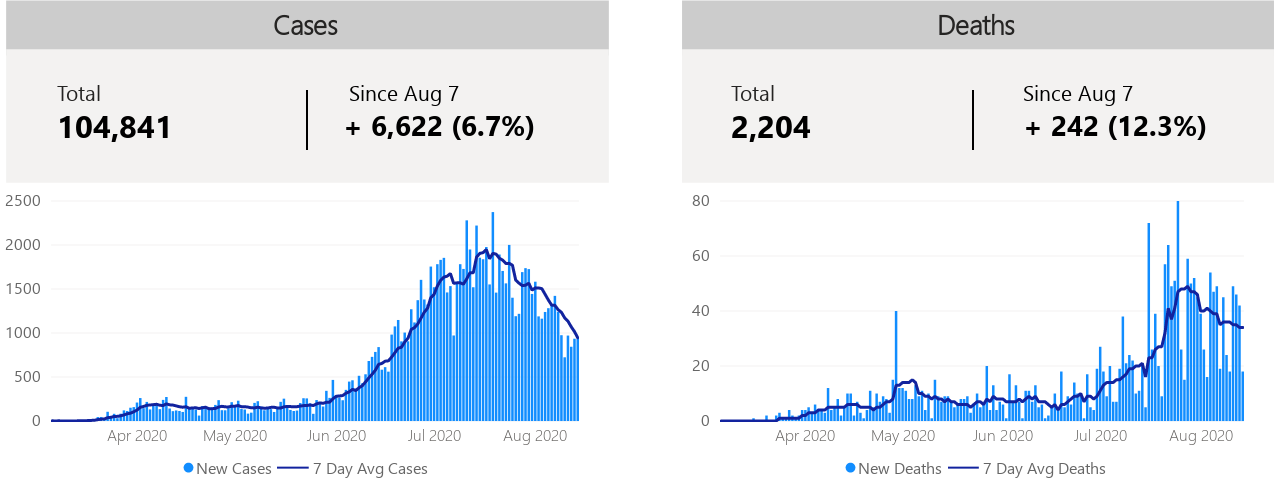 Cases
Total
104,841
Since Aug 7
+ 6,622 (6.7%)
2500
2000
1500
1000
500
0
Apr 2020 May 2020 Jun 2020 Jul 2020 Aug 2020
New Cases 7 Day Avg Cases
Deaths
Total
2,204
Since Aug 7
+ 242 (12.3%)
80
60
40
20
0
Apr 2020 May 2020 Jun 2020 Jul 2020 Aug 2020
New Deaths 7 Day Avg Deaths